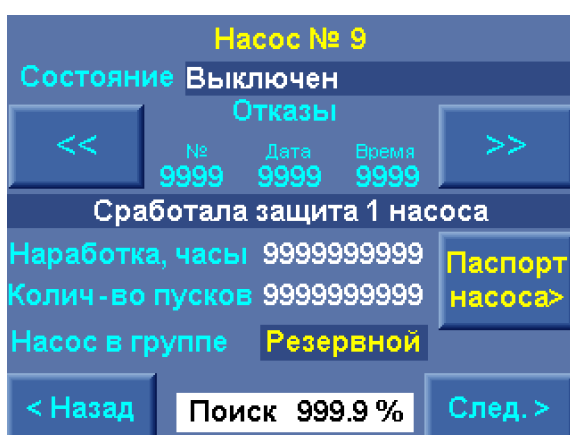 Насос № 9
Состояние Выключен
Отказы
<< № Дата Время >>
9999 9999 9999
Сработала защита 1 насоса
Наработка, часы 9999999999
Колич-во пусков 9999999999
Паспорт насоса>
Насос в группе Резервной
< Назад Поиск 999.9 % След. >